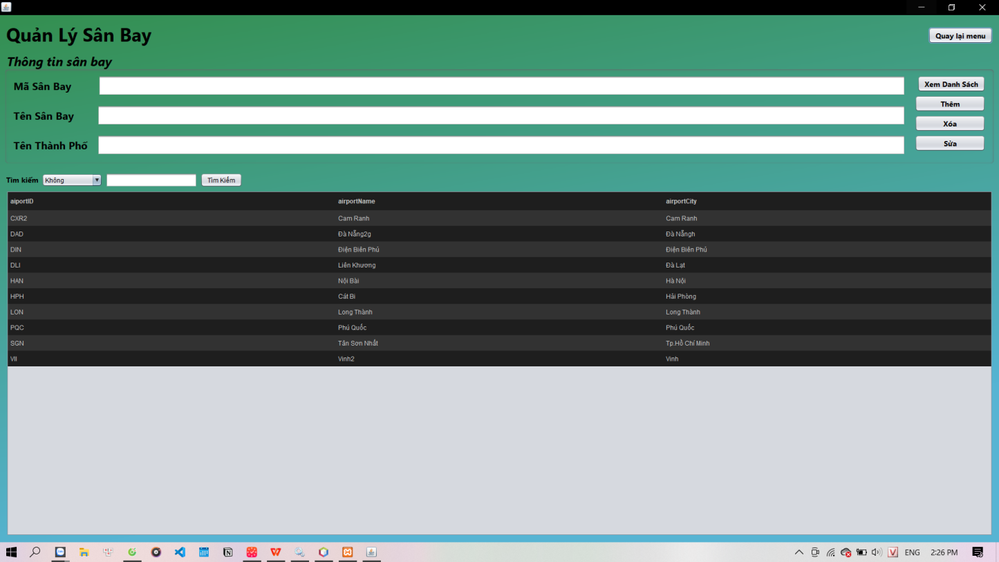 Quản Lý Sân Bay
Quay lại menu
Thông tin sân bay
Mã Sân Bay
Xem Danh Sách
Thêm
Tên Sân Bay
Xóa
Tên Thành Phố
Sửa
Tìm kiếm Không Tìm Kiếm
aiportID airportName airportCity
CXR2 Cam Ranh Cam Ranh
DAD Đà Nẵng2g Đà Nẵngh
DIN Điện Biên Phủ Điện Biên Phủ
DLI Liên Khương Đà Lạt
HAN Nội Bài Hà Nội
HPH Cát Bi Hải Phòng
LON Long Thành Long Thành
PQC Phú Quốc Phú Quốc
SGN Tân Sơn Nhất Tp.Hồ Chí Minh
VII Vinh2 Vinh
ENG 2:26 PM